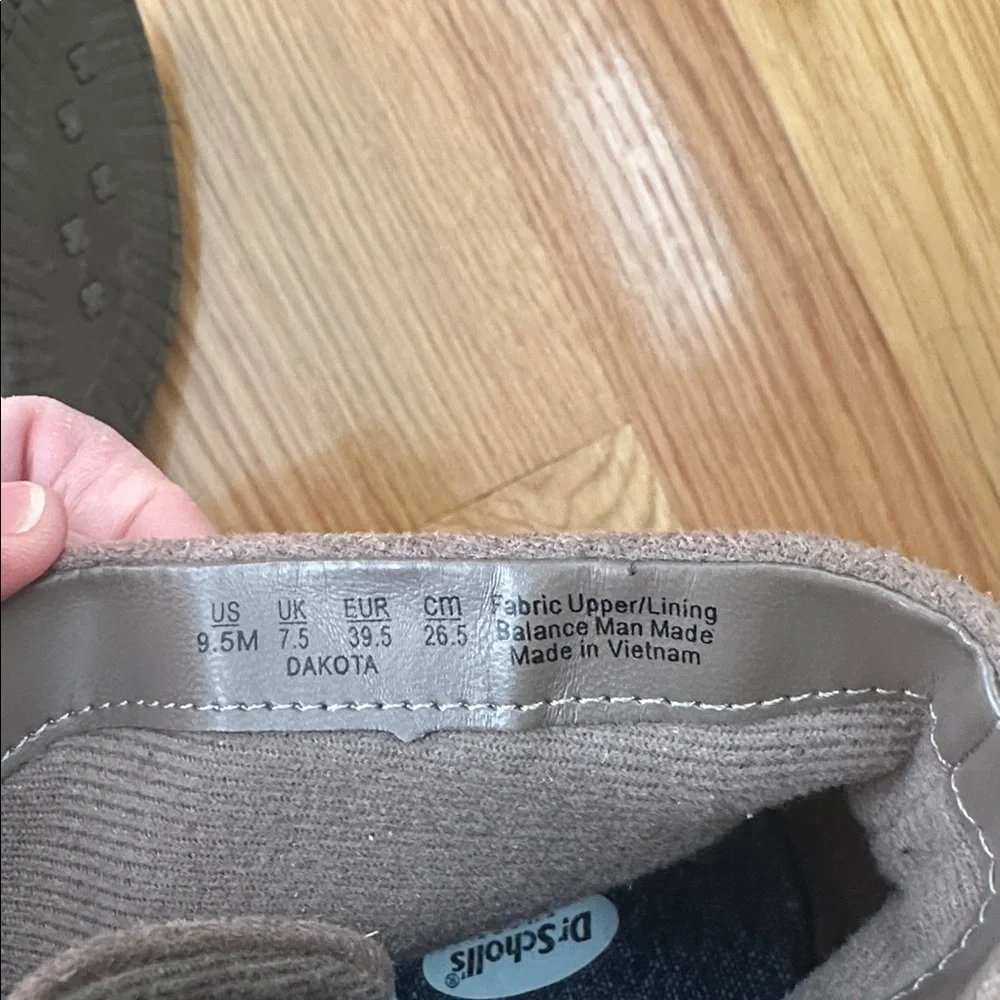 US UK EUR cm
9.5M 7.5 39.5 26.5
DAKOTA
Fabric Upper/Lining
Balance Man Made
Made in Vietnam
Dr. Scholl's®